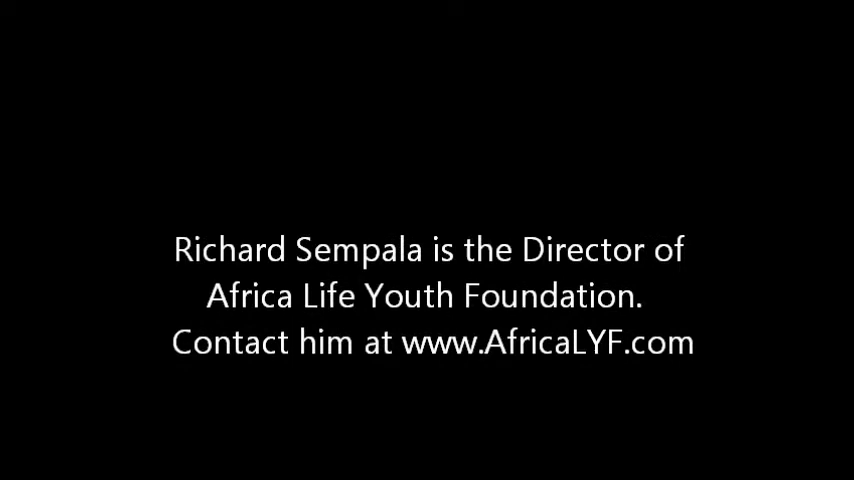 Richard Sempala is the Director of
Africa Life Youth Foundation.
Contact him at www.AfricaLYF.com